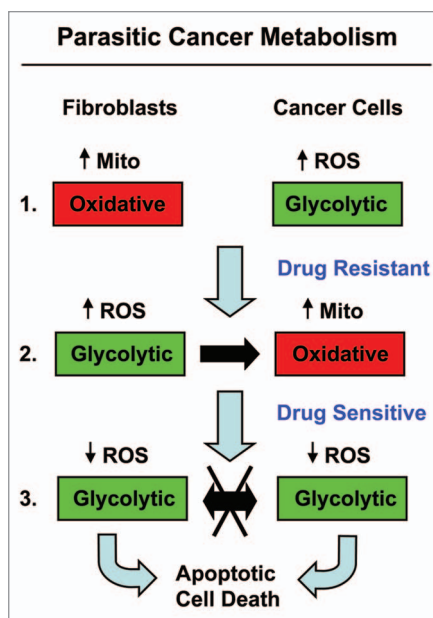 Parasitic Cancer Metabolism
Fibroblasts Cancer Cells
↑ Mito ↑ ROS
1. Oxidative Glycolytic
Drug Resistant
↑ ROS ↑ Mito
2. Glycolytic Oxidative
Drug Sensitive
↓ ROS ↓ ROS
3. Glycolytic Glycolytic
Apoptotic
Cell Death